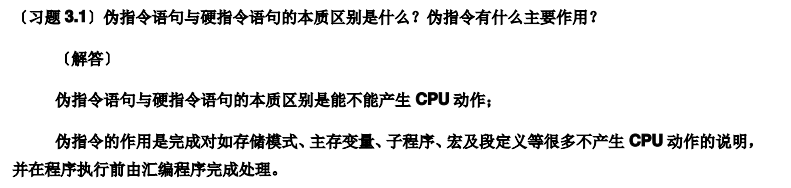 〔习题 3.1〕伪指令语句与硬指令语句的本质区别是什么？伪指令有什么主要作用？
〔解答〕
伪指令语句与硬指令语句的本质区别是能不能产生 CPU 动作；
伪指令的作用是完成对如存储模式、主存变量、子程序、宏及段定义等很多不产生 CPU 动作的说明，
并在程序执行前由汇编程序完成处理。